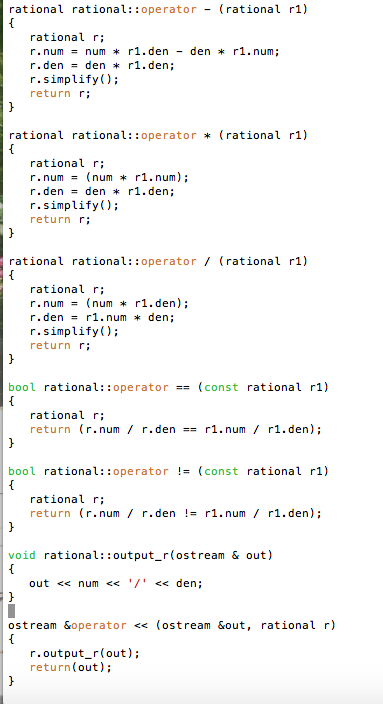 rational rational::operator - (rational r1)
{
   rational r;
   r.num = num * r1.den - den * r1.num;
   r.den = den * r1.den;
   r.simplify();
   return r;
}

rational rational::operator * (rational r1)
{
   rational r;
   r.num = (num * r1.num);
   r.den = den * r1.den;
   r.simplify();
   return r;
}

rational rational::operator / (rational r1)
{
   rational r;
   r.num = (num * r1.den);
   r.den = r1.num * den;
   r.simplify();
   return r;
}

bool rational::operator == (const rational r1)
{
   rational r;
   return (r.num / r.den == r1.num / r1.den);
}

bool rational::operator != (const rational r1)
{
   rational r;
   return (r.num / r.den != r1.num / r1.den);
}

void rational::output_r(ostream & out)
{
   out << num << '/' << den;
}

ostream &operator << (ostream &out, rational r)
{
   r.output_r(out);
   return(out);
}